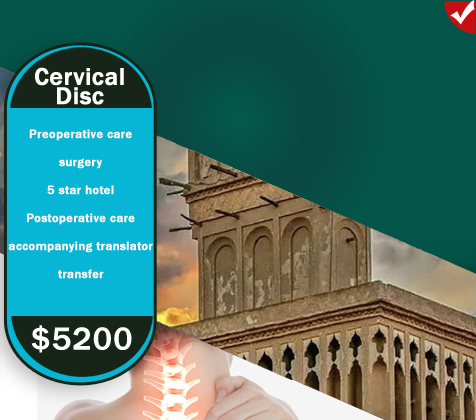 Cervical
Disc
Preoperative care
surgery
5 star hotel
Postoperative care
accompanying translator
transfer
$5200